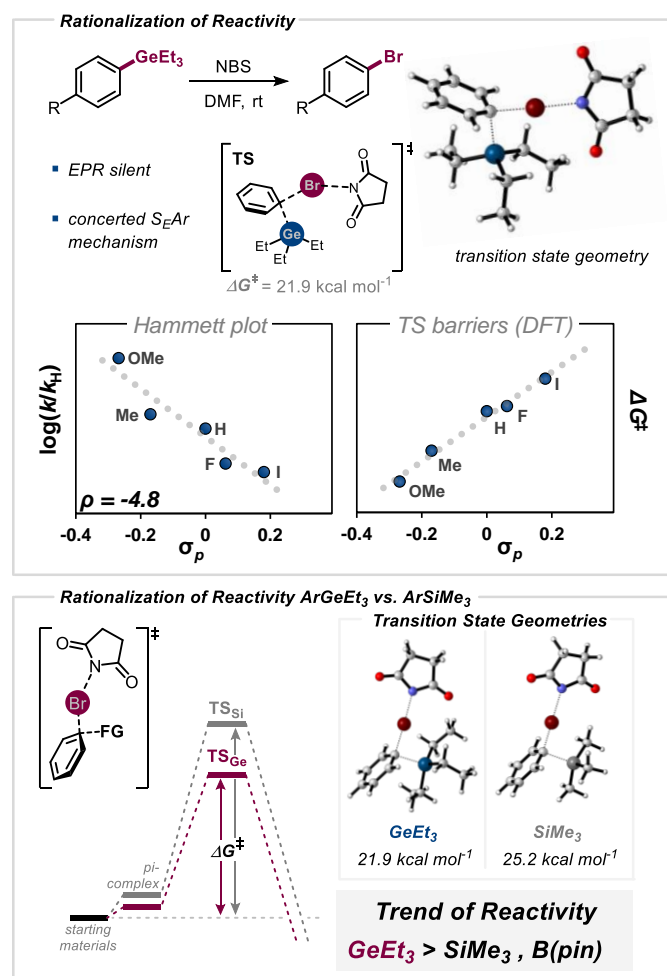 Rationalization of Reactivity
GeEt3
R
NBS
DMF, rt
Br
R
EPR silent
concerted SEAr
mechanism
TS
‡
Br
N
O
O
Ge
Et
Et
Et
ΔG‡ = 21.9 kcal mol-1
transition state geometry
Hammett plot
log(k/kH)
OMe
Me
H
F
I
ρ = -4.8
-0.4
-0.2
0
0.2
σp
TS barriers (DFT)
ΔG‡
I
F
H
Me
OMe
-0.4
-0.2
0
0.2
σp
Rationalization of Reactivity ArGeEt3 vs. ArSiMe3
‡
O
N
O
Br
FG
TSSi
TSGe
ΔG‡
pi-
complex
starting
materials
Transition State Geometries
GeEt3
21.9 kcal mol-1
SiMe3
25.2 kcal mol-1
Trend of Reactivity
GeEt3 > SiMe3 , B(pin)